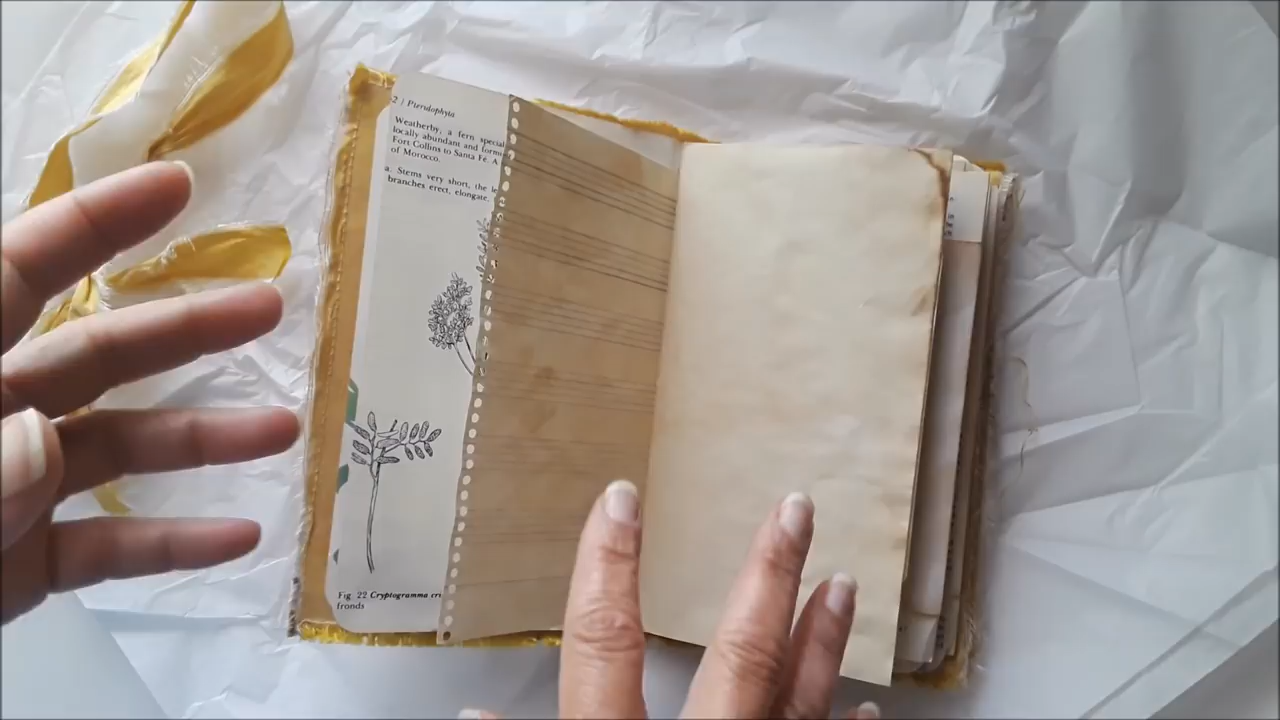 2 / Pteridophyta
Weatherby, a fern special
locally abundant and form
Fort Collins to Santa Fe. A
of Morocco.
a. Stems very short, the le
branches erect, elongate.
Fig. 22 Cryptogramma cr
fronds